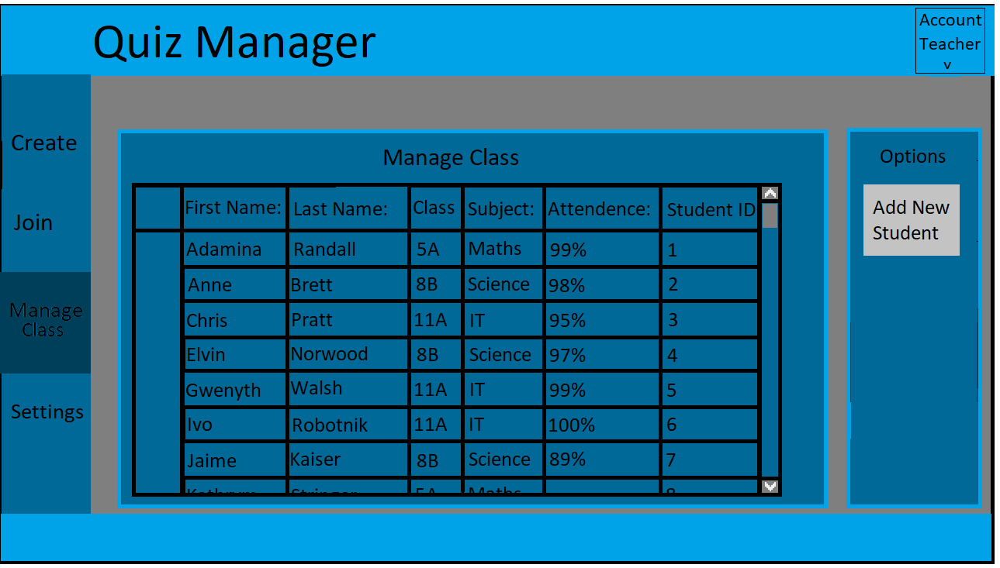 Quiz Manager
Account
Teacher
v
Create
Join
Manage
Class
Settings
Manage Class
First Name: Last Name: Class Subject: Attendence: Student ID
Adamina Randall 5A Maths 99% 1
Anne Brett 8B Science 98% 2
Chris Pratt 11A IT 95% 3
Elvin Norwood 8B Science 97% 4
Gwenyth Walsh 11A IT 99% 5
Ivo Robotnik 11A IT 100% 6
Jaime Kaiser 8B Science 89% 7
Stringer 5A Maths 8
Options
Add New
Student